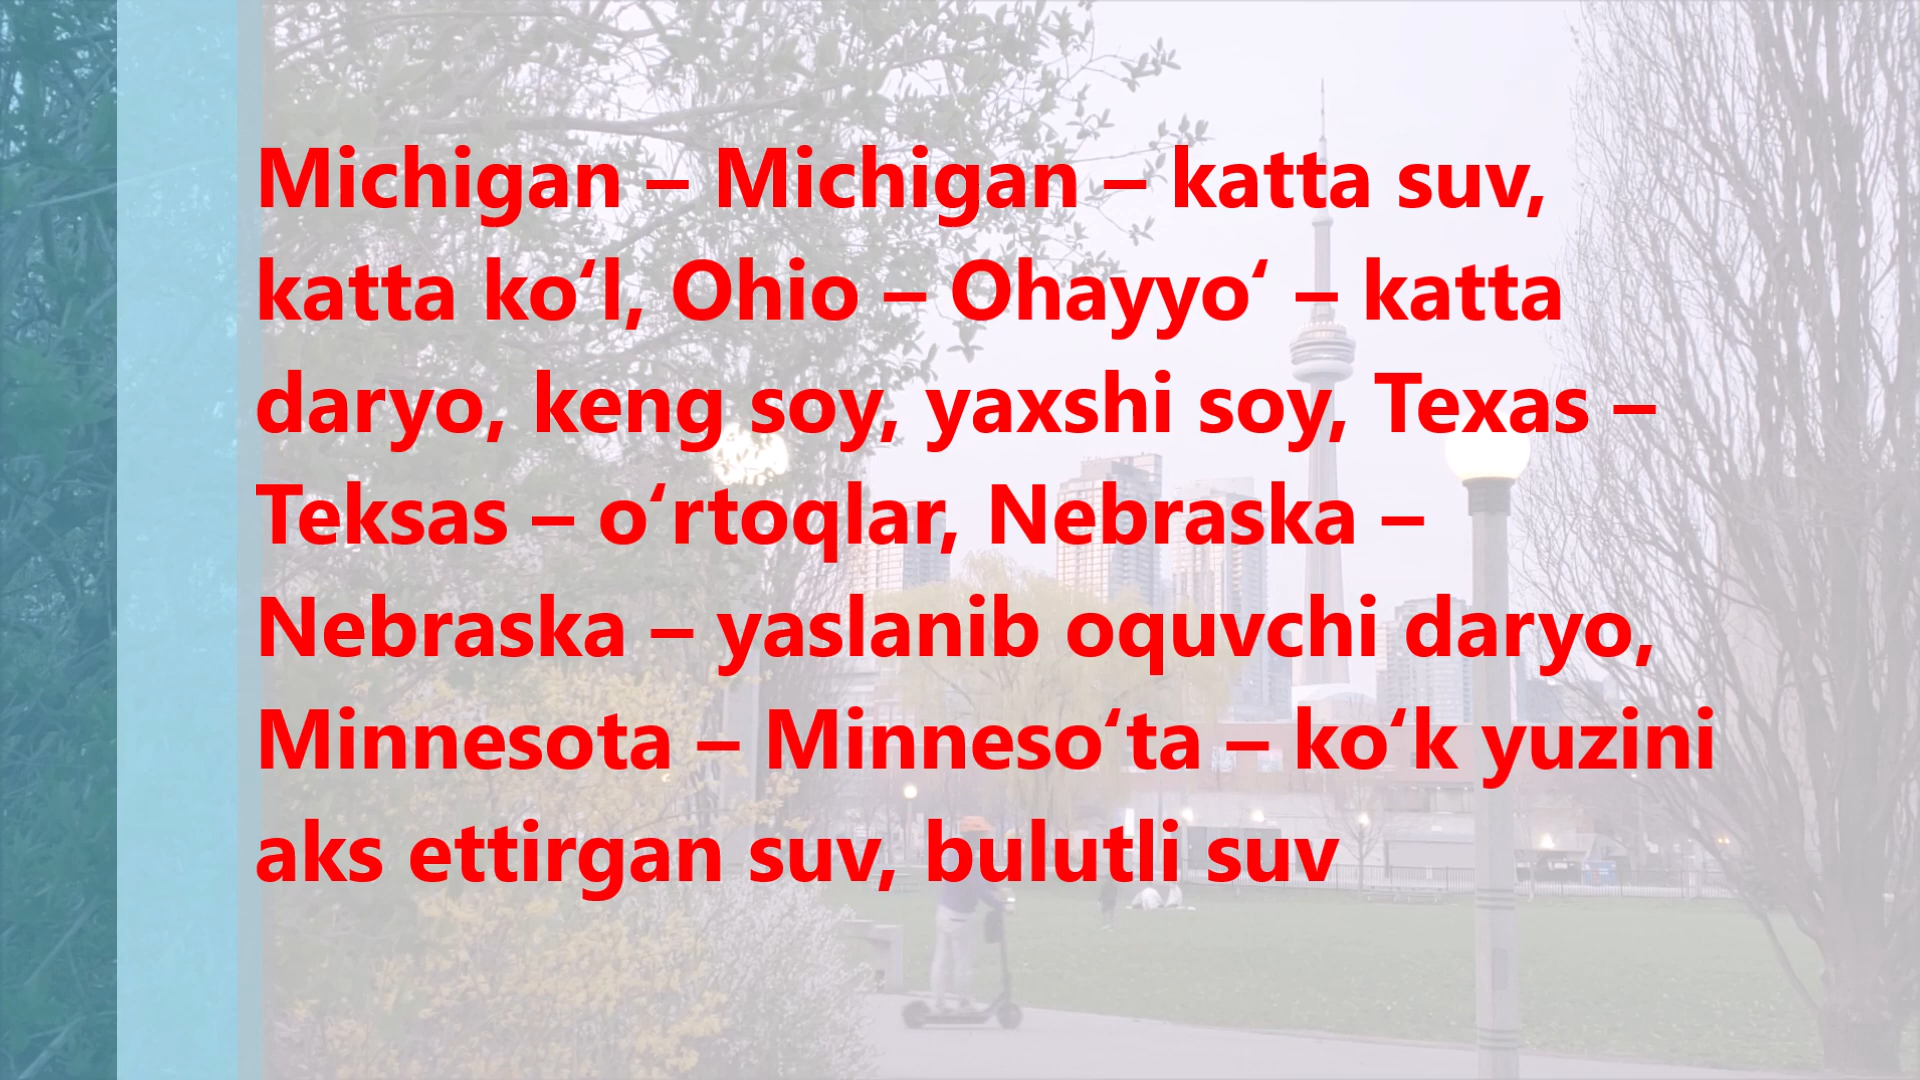 Michigan – Michigan – katta suv,
katta ko‘l, Ohio – Ohayyo‘ – katta
daryo, keng soy, yaxshi soy, Texas –
Teksas – o‘rtoqlar, Nebraska –
Nebraska – yaslanib oquvchi daryo,
Minnesota – Minneso‘ta – ko‘k yuzini
aks ettirgan suv, bulutli suv